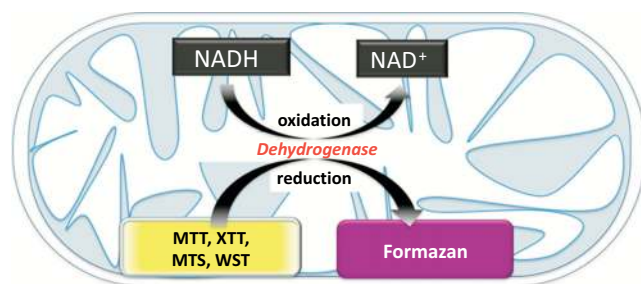 NADH
NAD⁺
oxidation
Dehydrogenase
reduction
MTT, XTT,
MTS, WST
Formazan